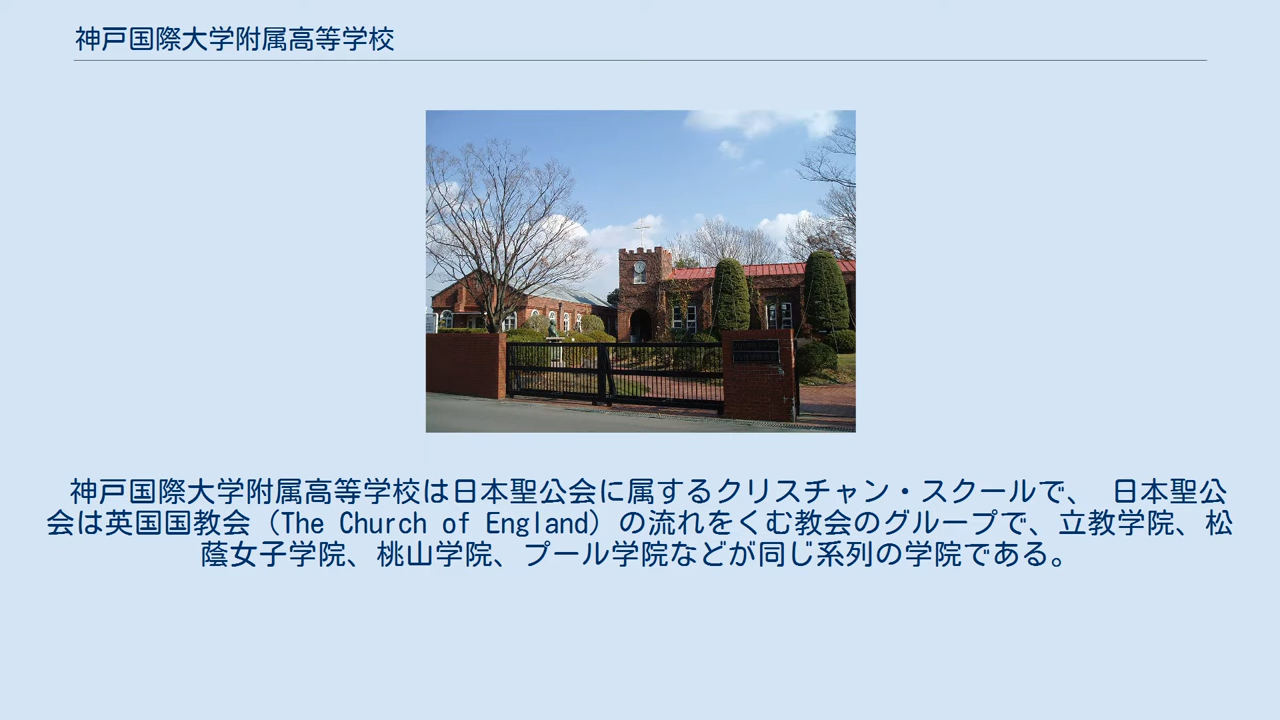 神戸国際大学附属高等学校
神戸国際大学附属高等学校は日本聖公会に属するクリスチャン・スクールで、 日本聖公
会は英国国教会（The Church of England）の流れをくむ教会のグループで、立教学院、松
蔭女子学院、桃山学院、プール学院などが同じ系列の学院である。